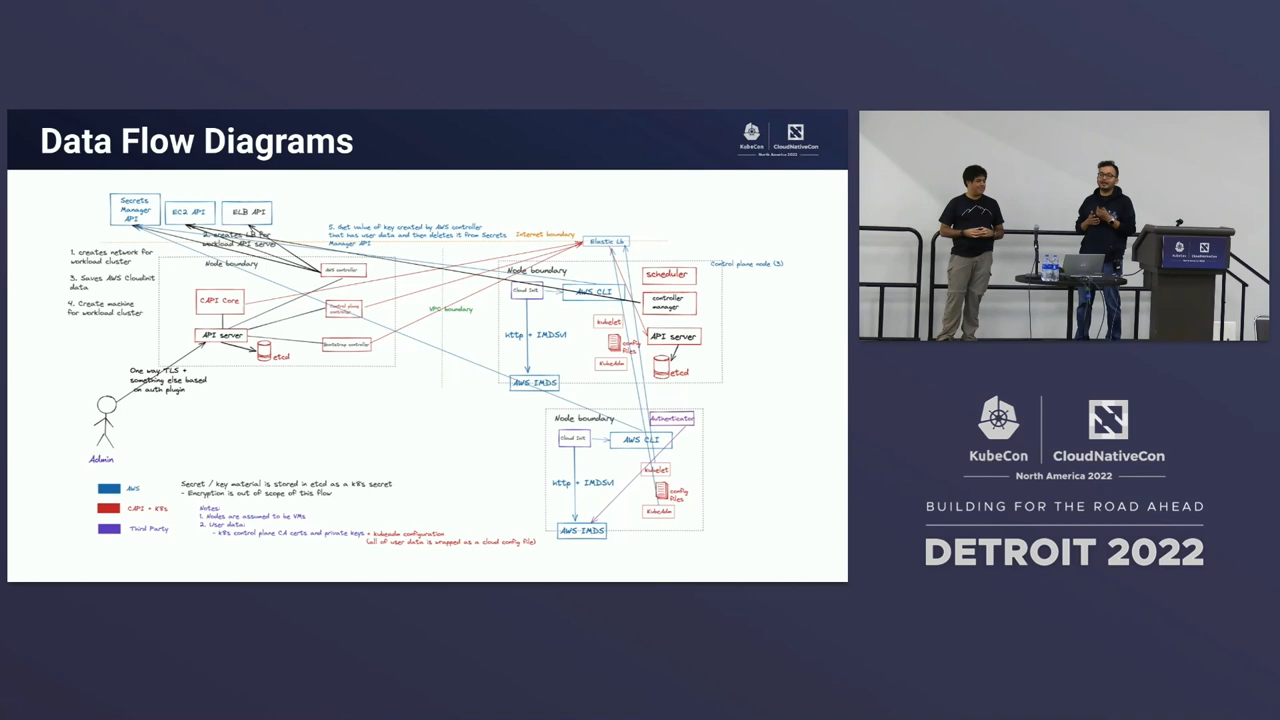 Data Flow Diagrams
KubeCon
CloudNativeCon
North America 2022
Secrets
Manager
API
EC2 API
ELB API
2. creates LB for
workload API server
5. Get value of key created by AWS controller
that has user data and then deletes it from Secrets
Manager API
Internet boundary
Elastic Lb
1. creates network for
workload cluster
3. Saves AWS Cloudinit
data
4. Create machine
for workload cluster
Node boundary
AWS controller
CAPI Core
Control plane
controller
API server
Bootstrap controller
etcd
VPC boundary
One way TLS +
something else based
on auth plugin
Admin
Control plane node (3)
Node boundary
Cloud Init
AWS CLI
scheduler
controller
manager
http + IMDSv1
kubelet
config
files
KubeAdm
API server
etcd
AWS IMDS
Node boundary
Authenticator
Cloud Init
AWS CLI
http + IMDSv1
kubelet
config
files
KubeAdm
AWS IMDS
AWS
CAPI + K8s
Third Party
Secret / key material is stored in etcd as a k8s secret
- Encryption is out of scope of this flow
Notes:
1. Nodes are assumed to be VMs
2. User data:
- k8s control plane CA certs and private keys + kubeadm configuration
(all of user data is wrapped as a cloud config file)
KubeCon
CloudNativeCon
North America 2022
BUILDING FOR THE ROAD AHEAD
DETROIT 2022